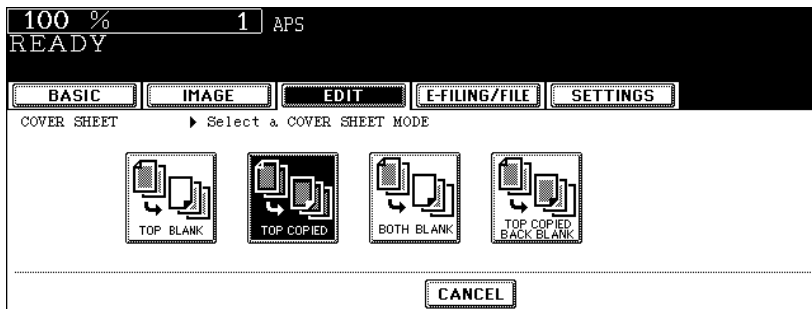 100 % 1 APS
READY
BASIC IMAGE EDIT E-FILING/FILE SETTINGS
COVER SHEET ▶ Select a COVER SHEET MODE
TOP BLANK TOP COPIED BOTH BLANK TOP COPIED BACK BLANK
CANCEL